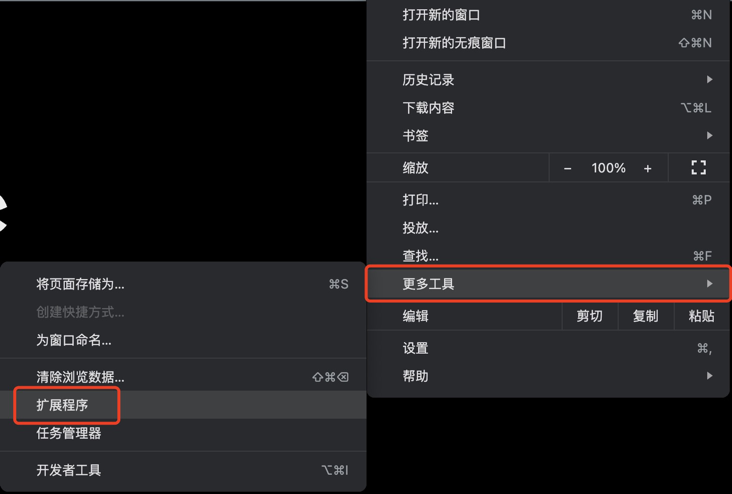 打开新的窗口 ⌘N
打开新的无痕窗口 ⇧⌘N
历史记录
下载内容 ⌥⌘L
书签
缩放 − 100% +
打印... ⌘P
投放...
查找... ⌘F
更多工具
编辑 剪切 复制 粘贴
设置 ⌘,
帮助
将页面存储为... ⌘S
创建快捷方式...
为窗口命名...
清除浏览数据... ⇧⌘⌫
扩展程序
任务管理器
开发者工具 ⌥⌘I